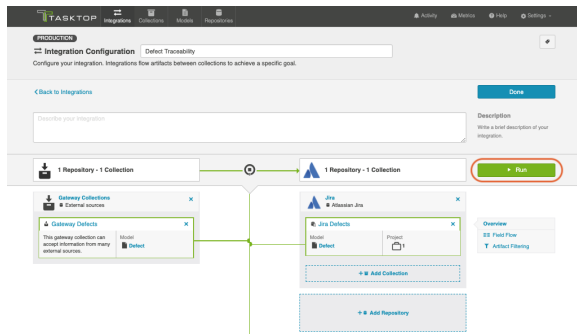 TASKTOP
Integrations
Collections
Models
Repositories
Activity
Metrics
Help
Settings
PRODUCTION
Integration Configuration
Defect Traceability
Configure your integration. Integrations flow artifacts between collections to achieve a specific goal.
Back to Integrations
Done
Describe your integration
Description
Write a brief description of your
integration.
1 Repository - 1 Collection
1 Repository - 1 Collection
Run
Gateway Collections
External sources
Gateway Defects
This gateway collection can
accept information from many
external sources.
Model
Defect
Jira
Atlassian Jira
Jira Defects
Model
Defect
Project
1
+ Add Collection
+ Add Repository
Overview
Field Flow
Artifact Filtering